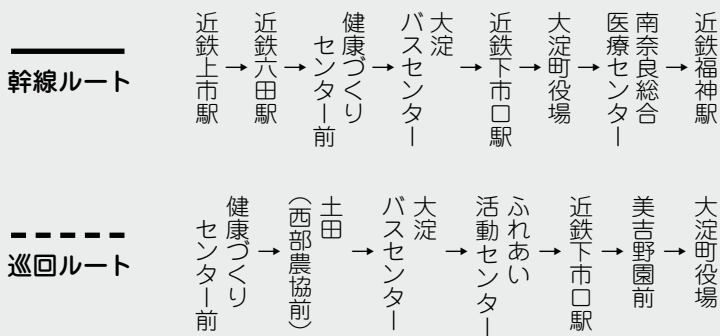 幹線ルート
近鉄上市駅
→
近鉄六田駅
→
健康づくり
センター前
→
大淀
バスセンター
→
近鉄下市口駅
→
大淀町役場
→
南奈良総合
医療センター
→
近鉄福神駅
巡回ルート
健康づくり
センター前
→
土田
（西部農協前）
→
大淀
バスセンター
→
ふれあい
活動センター
→
近鉄下市口駅
→
美吉野園前
→
大淀町役場